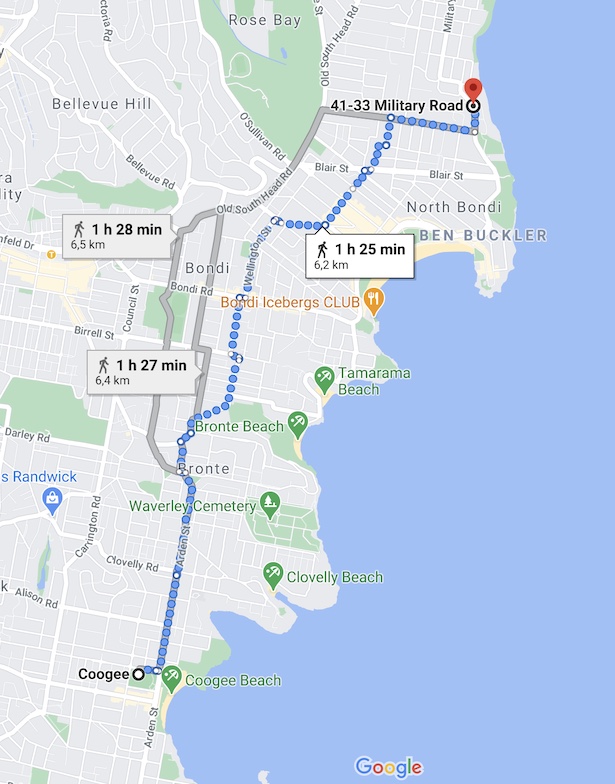 Rose Bay
Old South Head Rd
Military
Bellevue Hill
41-33 Military Road
O'Sullivan Rd
Bellevue Rd
Blair St
Blair St
Old South Head Rd
North Bondi
1 h 28 min
6,5 km
Wellington St
BEN BUCKLER
1 h 25 min
6,2 km
Bondi
Council St
Bondi Rd
Bondi Icebergs CLUB
Birrell St
1 h 27 min
6,4 km
Tamarama
Beach
Darley Rd
Bronte Beach
Bronte
s Randwick
Waverley Cemetery
Carrington Rd
Arden St
Clovelly Rd
Clovelly Beach
Alison Rd
Coogee
Coogee Beach
Arden St
Google